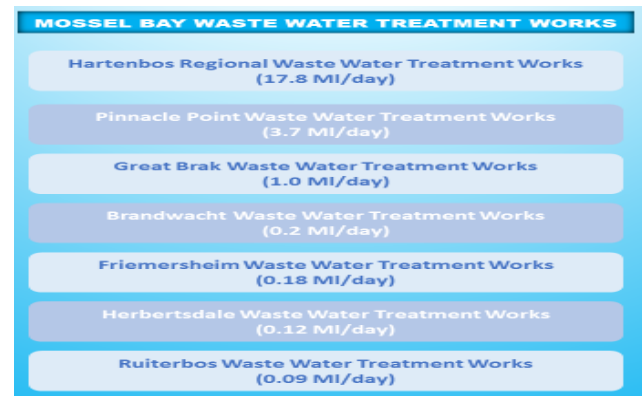 MOSSEL BAY WASTE WATER TREATMENT WORKS
Hartenbos Regional Waste Water Treatment Works
(17.8 Ml/day)
Pinnacle Point Waste Water Treatment Works
(3.7 Ml/day)
Great Brak Waste Water Treatment Works
(1.0 Ml/day)
Brandwacht Waste Water Treatment Works
(0.2 Ml/day)
Friemersheim Waste Water Treatment Works
(0.18 Ml/day)
Herbertsdale Waste Water Treatment Works
(0.12 Ml/day)
Ruiterbos Waste Water Treatment Works
(0.09 Ml/day)